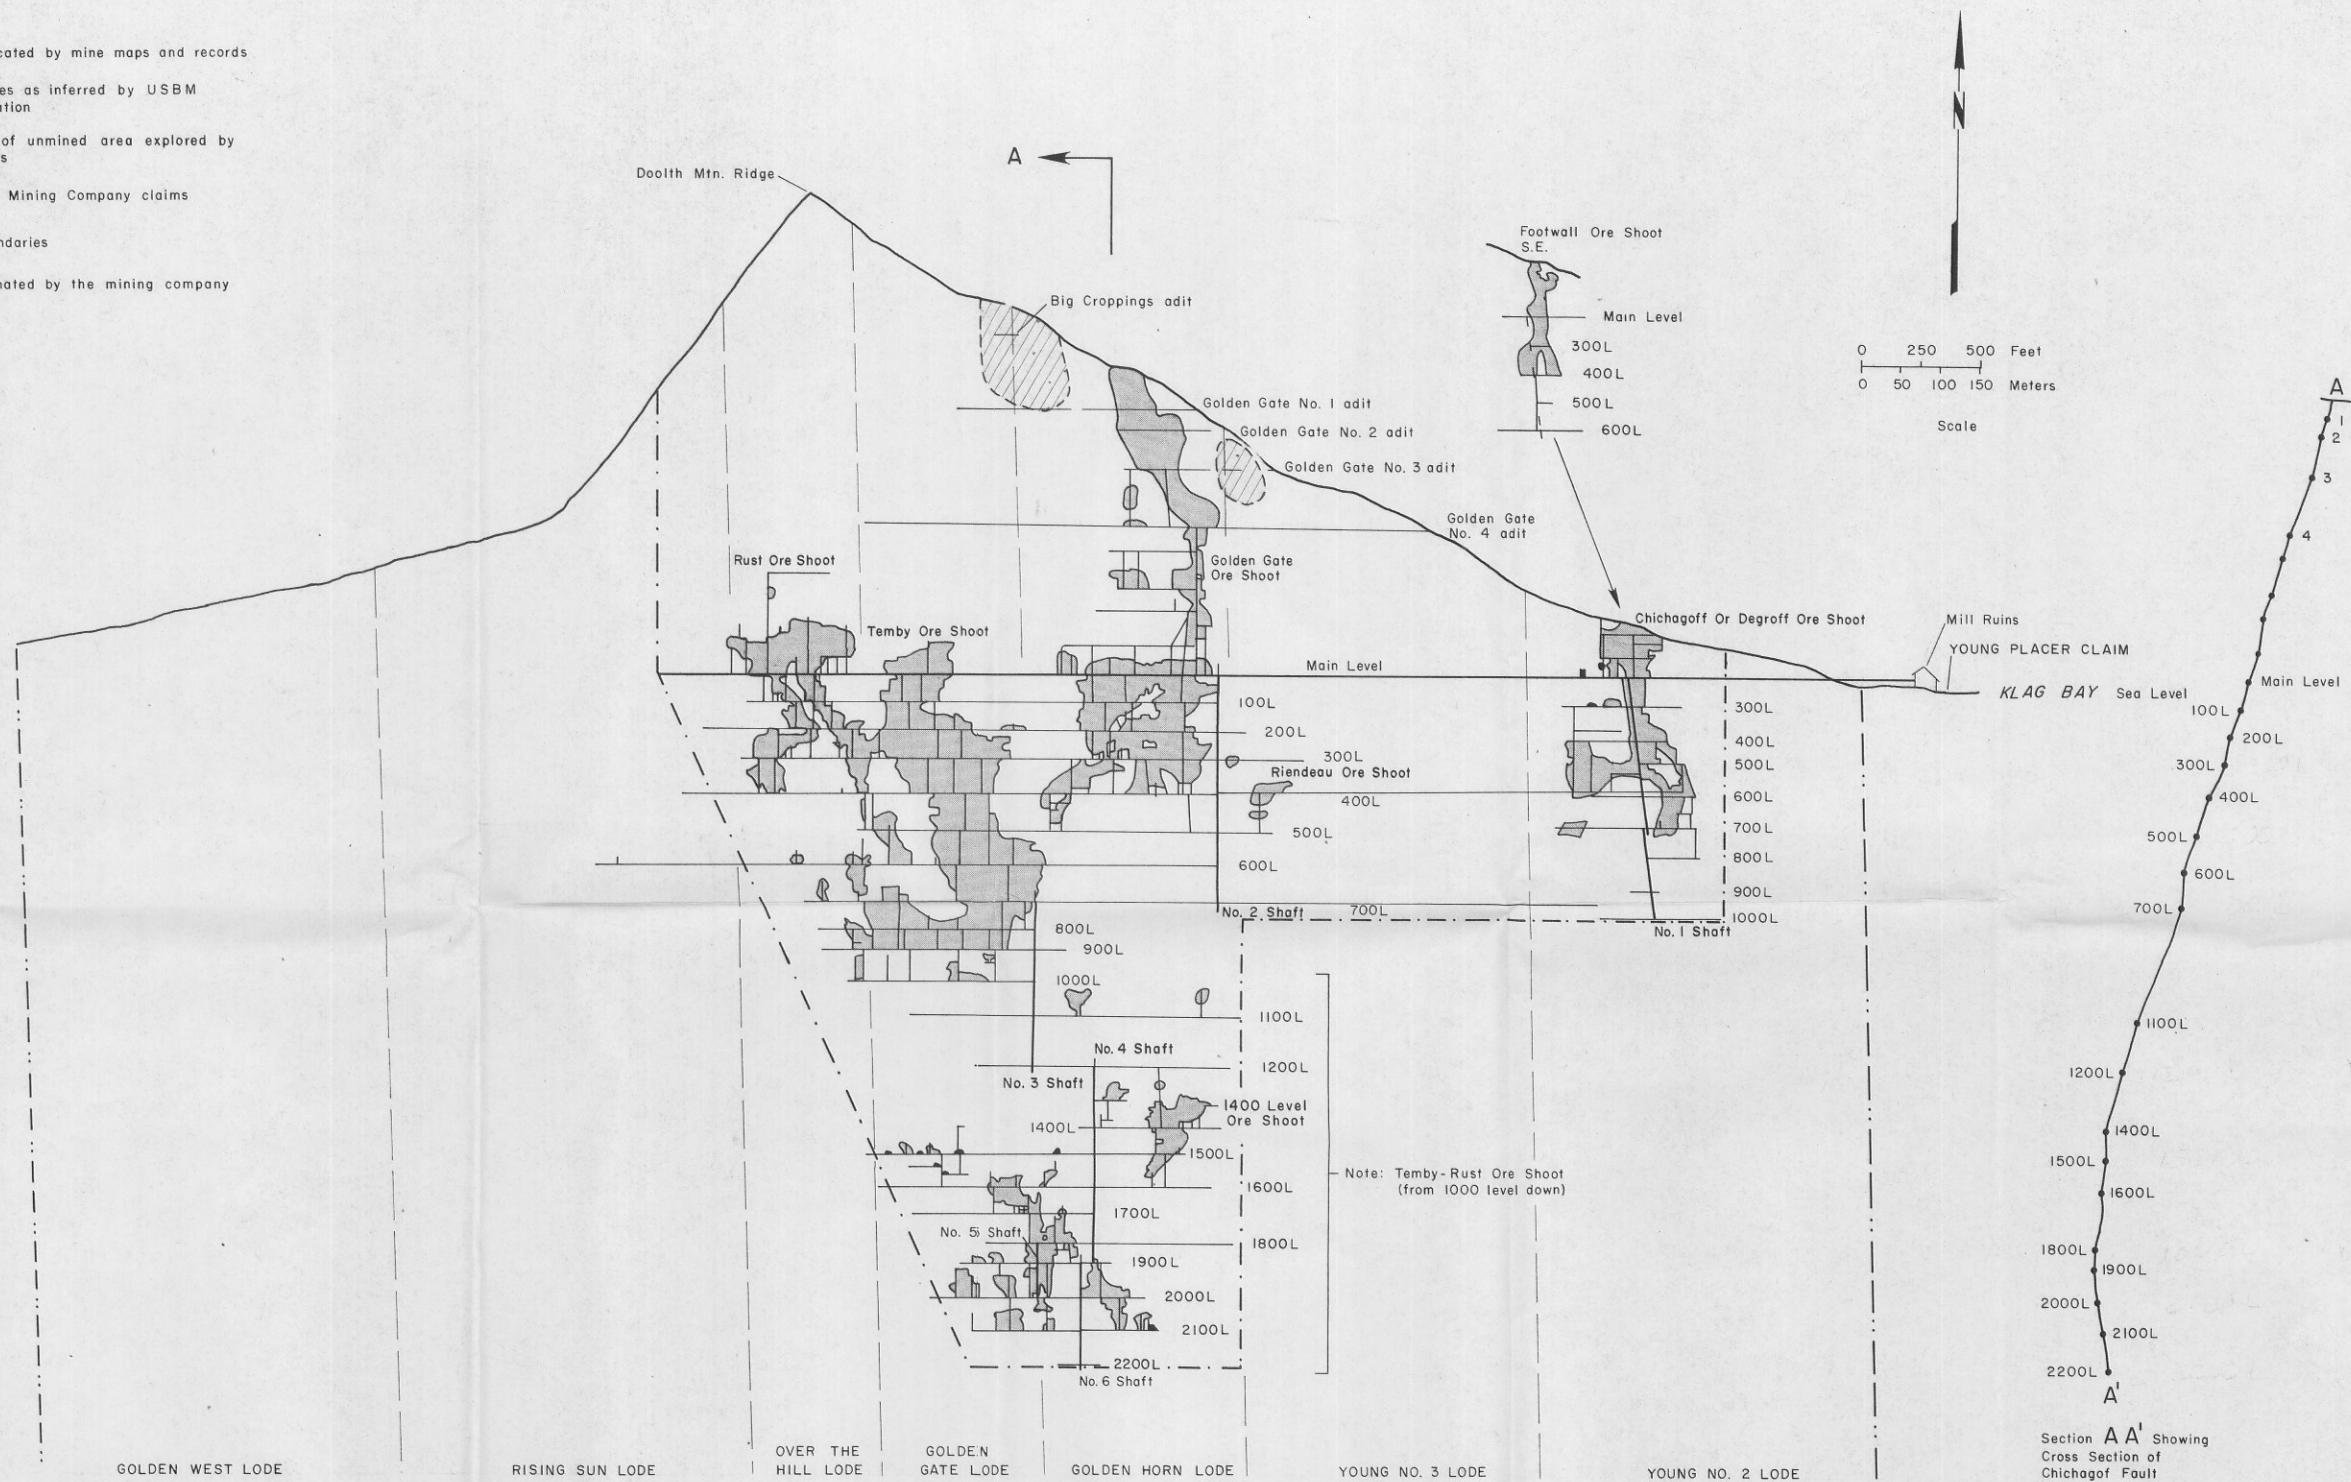 cated by mine maps and records
es as inferred by USBM
ation
of unmined area explored by
s
Mining Company claims
ndaries
nated by the mining company
Doolth Mtn. Ridge
A
N
Footwall Ore Shoot
S.E.
Main Level
300L
400L
500L
600L
Big Croppings adit
0 250 500 Feet
0 50 100 150 Meters
Scale
Golden Gate No. 1 adit
Golden Gate No. 2 adit
Golden Gate No. 3 adit
Golden Gate
No. 4 adit
Rust Ore Shoot
Golden Gate
Ore Shoot
Temby Ore Shoot
Chichagoff Or Degroff Ore Shoot
Mill Ruins
YOUNG PLACER CLAIM
Main Level
KLAG BAY Sea Level
100L
200L
300L
Riendeau Ore Shoot
400L
500L
600L
No. 2 Shaft
700L
300L
400L
500L
600L
700L
800L
900L
1000L
No. 1 Shaft
800L
900L
1000L
1100L
No. 4 Shaft
1200L
No. 3 Shaft
1400 Level
Ore Shoot
1400L
1500L
Note: Temby-Rust Ore Shoot
(from 1000 level down)
1600L
1700L
No. 5 Shaft
1800L
1900L
2000L
2100L
2200L
No. 6 Shaft
A
1
2
3
4
Main Level
100L
200L
300L
400L
500L
600L
700L
1100L
1200L
1400L
1500L
1600L
1800L
1900L
2000L
2100L
2200L
A'
Section A A' Showing
Cross Section of
Chichagof Fault
GOLDEN WEST LODE
RISING SUN LODE
OVER THE
HILL LODE
GOLDEN
GATE LODE
GOLDEN HORN LODE
YOUNG NO. 3 LODE
YOUNG NO. 2 LODE